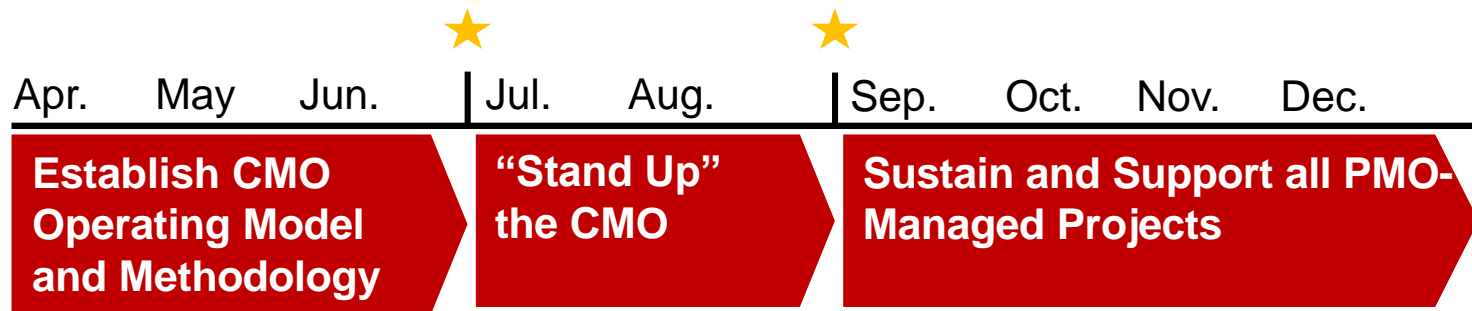 Apr. May Jun. Jul. Aug. Sep. Oct. Nov. Dec.
Establish CMO
Operating Model
and Methodology
“Stand Up”
the CMO
Sustain and Support all PMO-
Managed Projects